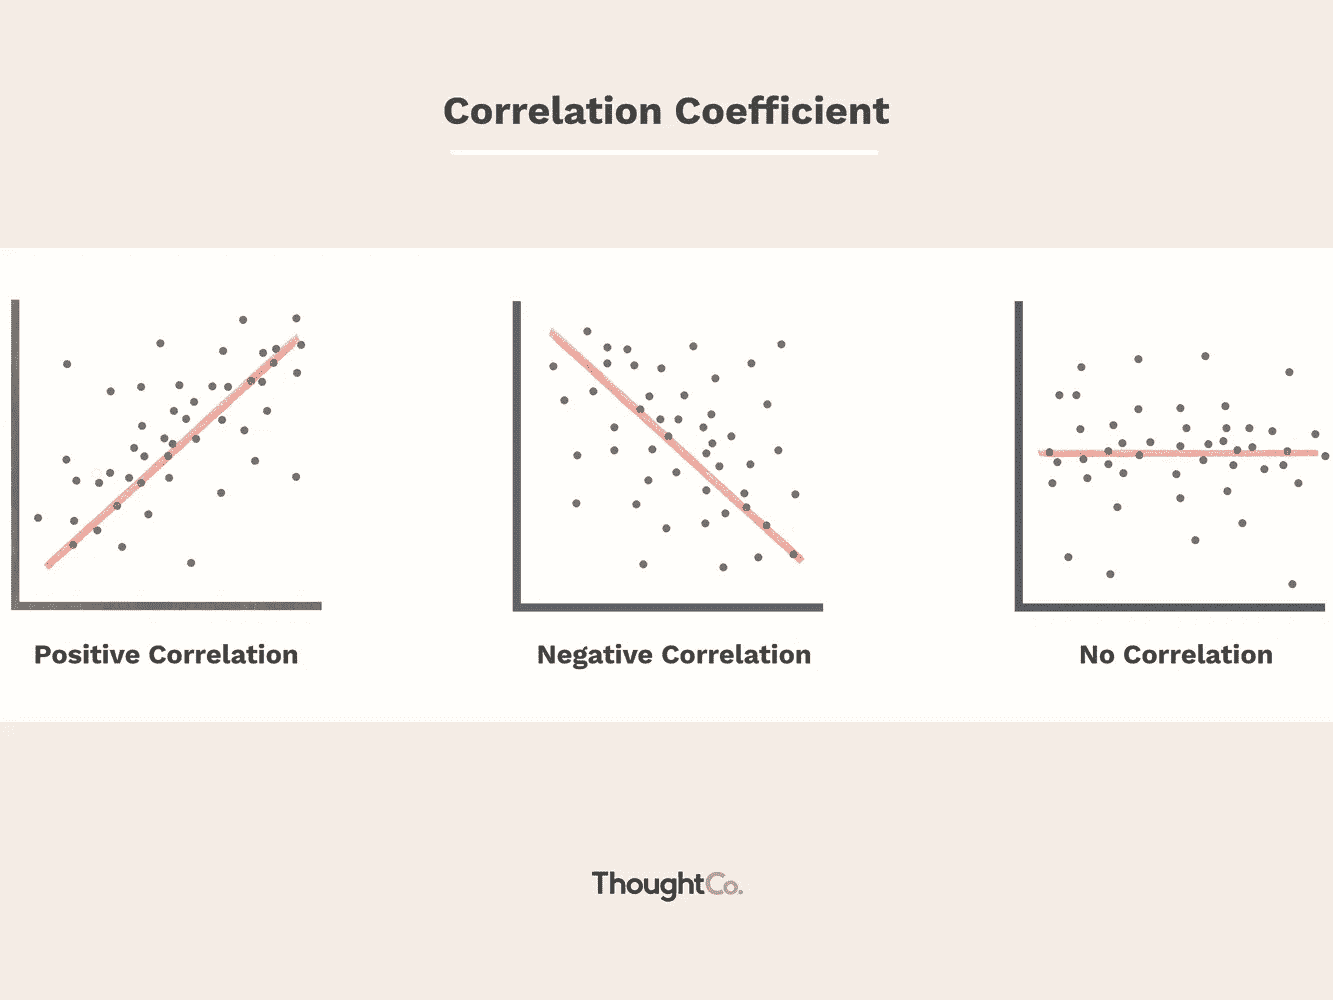 Correlation Coefficient
Positive Correlation
Negative Correlation
No Correlation
ThoughtCo.